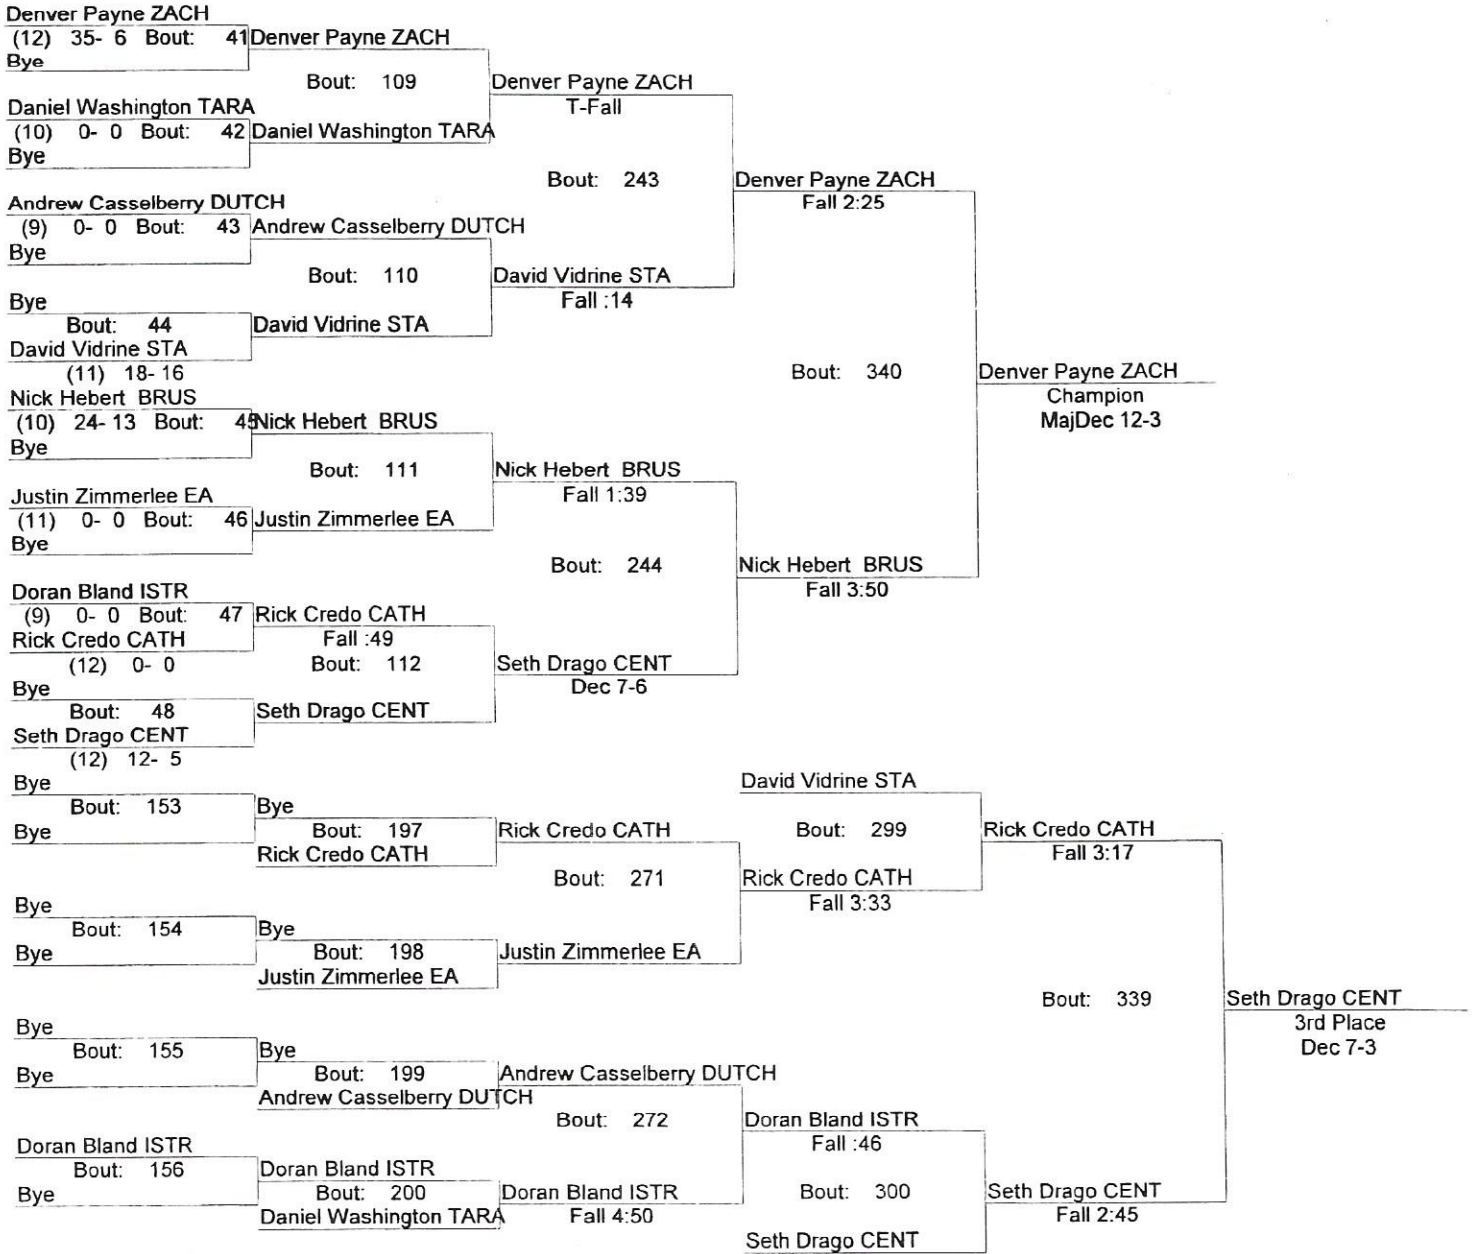 Denver Payne ZACH
(12) 35- 6 Bout: 41 Denver Payne ZACH
Bye
Bout: 109 Denver Payne ZACH
Daniel Washington TARA T-Fall
(10) 0- 0 Bout: 42 Daniel Washington TARA
Bye
Bout: 243 Denver Payne ZACH
Andrew Casselberry DUTCH Fall 2:25
(9) 0- 0 Bout: 43 Andrew Casselberry DUTCH
Bye
Bout: 110 David Vidrine STA
Bye Fall :14
Bout: 44 David Vidrine STA
David Vidrine STA
(11) 18- 16 Bout: 340 Denver Payne ZACH
Nick Hebert BRUS Champion
(10) 24- 13 Bout: 45 Nick Hebert BRUS MajDec 12-3
Bye
Bout: 111 Nick Hebert BRUS
Justin Zimmerlee EA Fall 1:39
(11) 0- 0 Bout: 46 Justin Zimmerlee EA
Bye
Bout: 244 Nick Hebert BRUS
Doran Bland ISTR Fall 3:50
(9) 0- 0 Bout: 47 Rick Credo CATH
Rick Credo CATH Fall :49
(12) 0- 0 Bout: 112 Seth Drago CENT
Bye Dec 7-6
Bout: 48 Seth Drago CENT
Seth Drago CENT
(12) 12- 5
Bye David Vidrine STA
Bout: 153 Bye
Bye Bout: 197 Rick Credo CATH Bout: 299 Rick Credo CATH
Rick Credo CATH Fall 3:17
Bout: 271 Rick Credo CATH
Bye Fall 3:33
Bout: 154 Bye
Bye Bout: 198 Justin Zimmerlee EA
Justin Zimmerlee EA
Bout: 339 Seth Drago CENT
Bye 3rd Place
Bout: 155 Bye Dec 7-3
Bye Bout: 199 Andrew Casselberry DUTCH
Andrew Casselberry DUTCH
Bout: 272 Doran Bland ISTR
Doran Bland ISTR Fall :46
Bout: 156 Doran Bland ISTR
Bye Bout: 200 Doran Bland ISTR Bout: 300 Seth Drago CENT
Daniel Washington TARA Fall 4:50 Fall 2:45
Seth Drago CENT